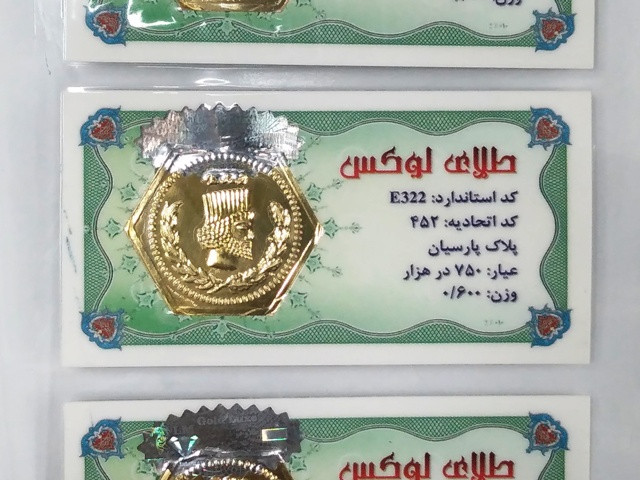 وزن:
طلای لوکس
کد استاندارد: E322
کد اتحادیه: ۴۵۲
پلاک پارسیان
عیار: ۷۵۰ در هزار
وزن: ۰/۶۰۰
طلای لوکس